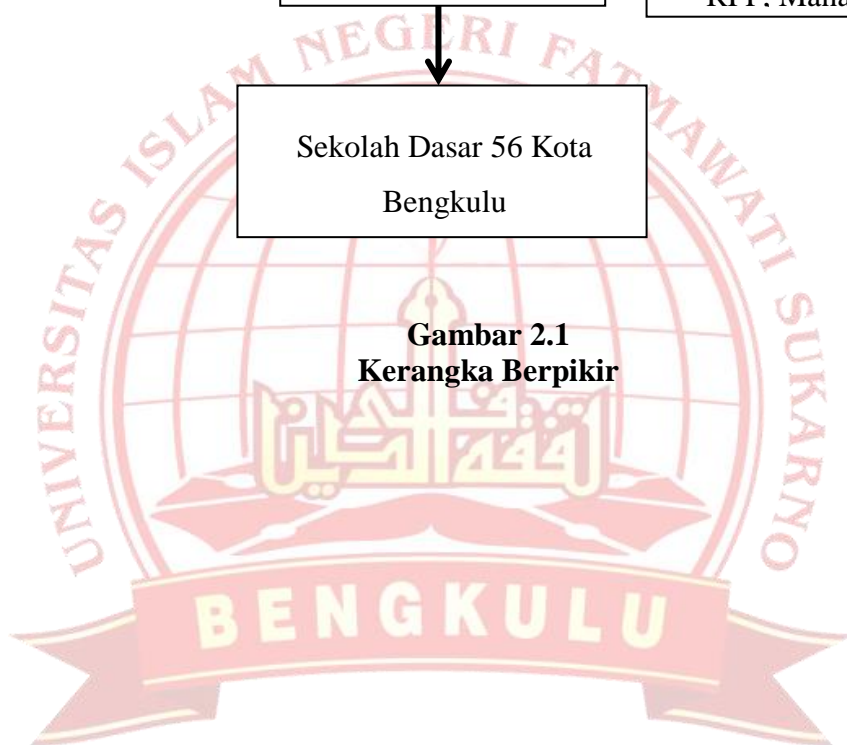 Sekolah Dasar 56 Kota
Bengkulu
Gambar 2.1
Kerangka Berpikir
UNIVERSITAS ISLAM NEGERI FATMAWATI SUKARNO
BENGKULU